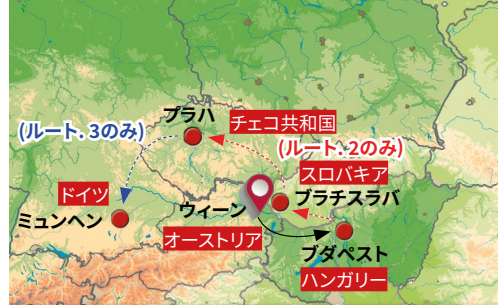 プラハ
チェコ共和国
(ルート. 3のみ)
(ルート. 2のみ)
スロバキア
ドイツ
ウィーン
ブラチスラバ
ミュンヘン
オーストリア
ブダペスト
ハンガリー